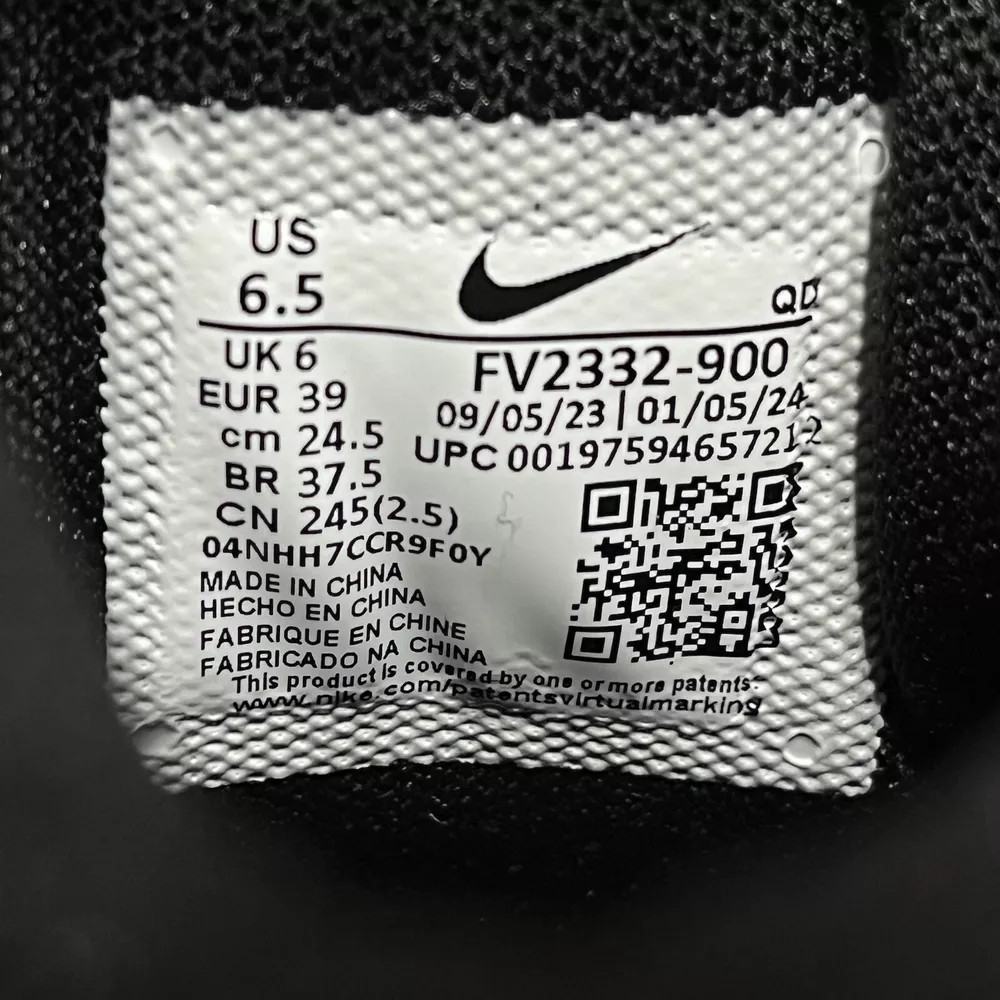 US
6.5
QD
UK 6
EUR 39
cm 24.5
BR 37.5
CN 245(2.5)
FV2332-900
09/05/23 | 01/05/24
UPC 00197594657212
04NHH7CCR9F0Y
MADE IN CHINA
HECHO EN CHINA
FABRIQUE EN CHINE
FABRICADO NA CHINA
This product is covered by one or more patents:
www.nike.com/patentsvirtualmarking